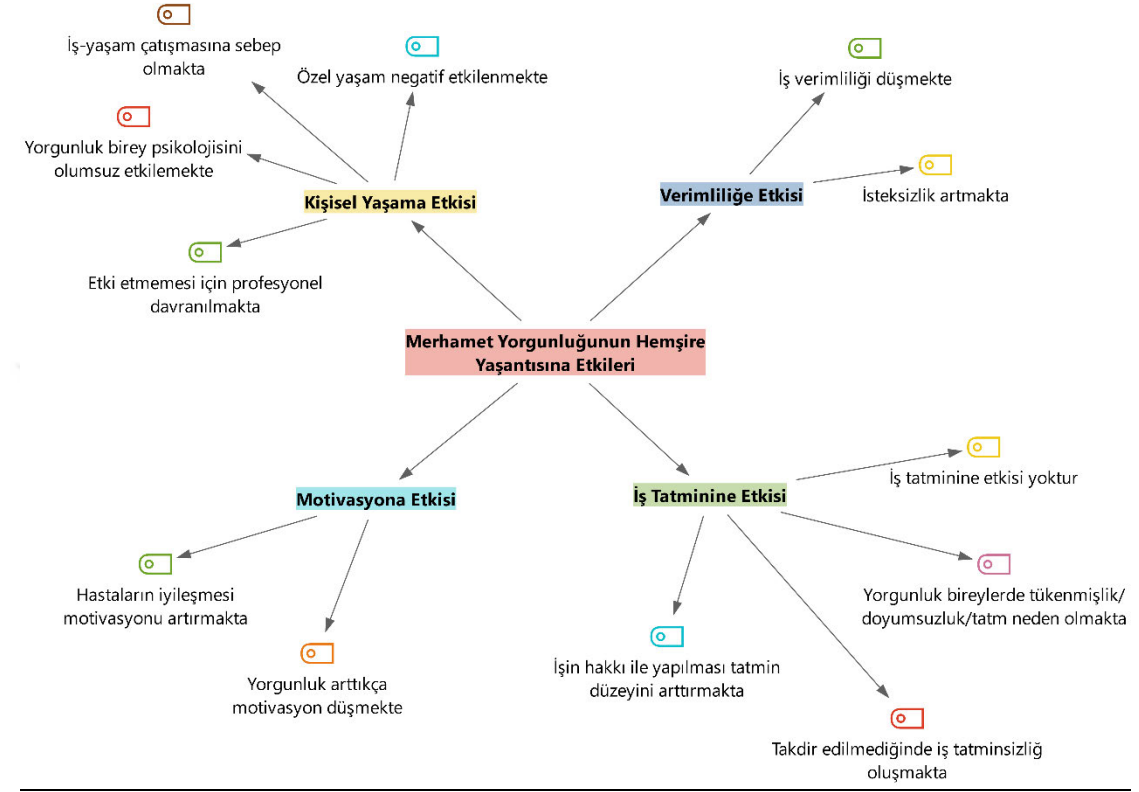 İş-yaşam çatışmasına sebep
olmakta
Özel yaşam negatif etkilenmekte
Yorgunluk birey psikolojisini
olumsuz etkilemekte
Kişisel Yaşama Etkisi
Etki etmemesi için profesyonel
davranılmakta
İş verimliliği düşmekte
Verimliliğe Etkisi
İsteksizlik artmakta
Merhamet Yorgunluğunun Hemşire
Yaşantısına Etkileri
Motivasyona Etkisi
Hastaların iyileşmesi
motivasyonu artırmakta
Yorgunluk arttıkça
motivasyon düşmekte
İş Tatminine Etkisi
İş tatminine etkisi yoktur
Yorgunluk bireylerde tükenmişlik/
doyumsuzluk/tatm neden olmakta
İşin hakkı ile yapılması tatmin
düzeyini arttırmakta
Takdir edilmediğinde iş tatminsizliğ
oluşmakta